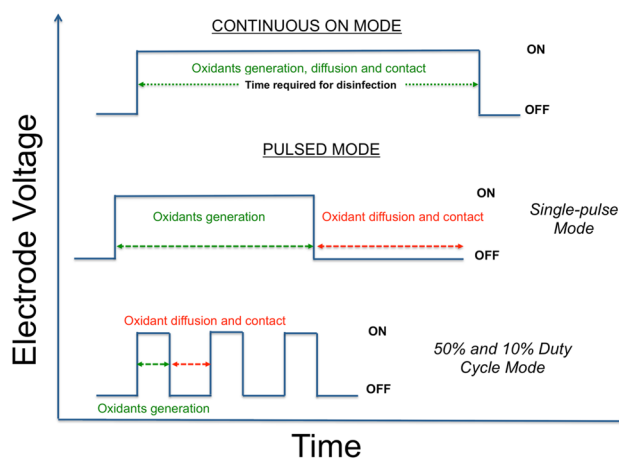 CONTINUOUS ON MODE
ON
Oxidants generation, diffusion and contact
Time required for disinfection
OFF
PULSED MODE
ON
Oxidants generation
Oxidant diffusion and contact
Single-pulse
Mode
OFF
Oxidant diffusion and contact
ON
50% and 10% Duty
Cycle Mode
OFF
Oxidants generation
Electrode Voltage
Time